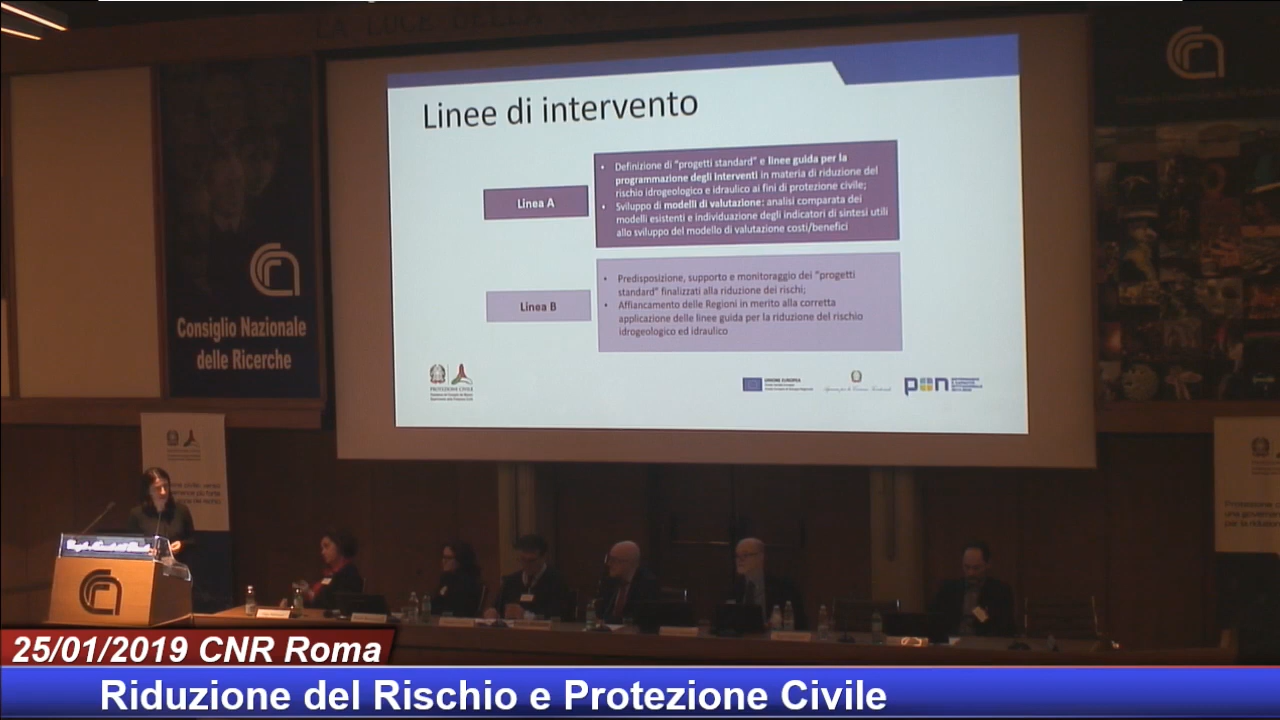 LA LUCE DELLA
Linee di intervento
Linea A
• Definizione di "progetti standard" e linee guida per la
programmazione degli interventi in materia di riduzione del
rischio idrogeologico e idraulico ai fini di protezione civile;
• Sviluppo di modelli di valutazione: analisi comparata dei
modelli esistenti e individuazione degli indicatori di sintesi utili
allo sviluppo del modello di valutazione costi/benefici
Linea B
• Predisposizione, supporto e monitoraggio dei "progetti
standard" finalizzati alla riduzione dei rischi;
• Affiancamento delle Regioni in merito alla corretta
applicazione delle linee guida per la riduzione del rischio
idrogeologico ed idraulico
PROTEZIONE CIVILE
UNIONE EUROPEA
pon
Consiglio Nazionale
delle Ricerche
25/01/2019 CNR Roma
Riduzione del Rischio e Protezione Civile